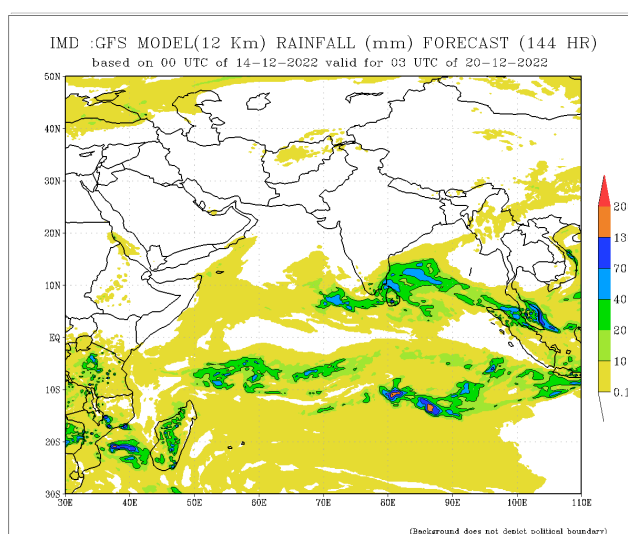 IMD :GFS MODEL(12 Km) RAINFALL (mm) FORECAST (144 HR)
based on 00 UTC of 14-12-2022 valid for 03 UTC of 20-12-2022
50N
40N
30N
20N
10N
EQ
10S
20S
30S
30E 40E 50E 60E 70E 80E 90E 100E 110E
20
13
70
40
20
10
0.1
(Background does not depict political boundary)